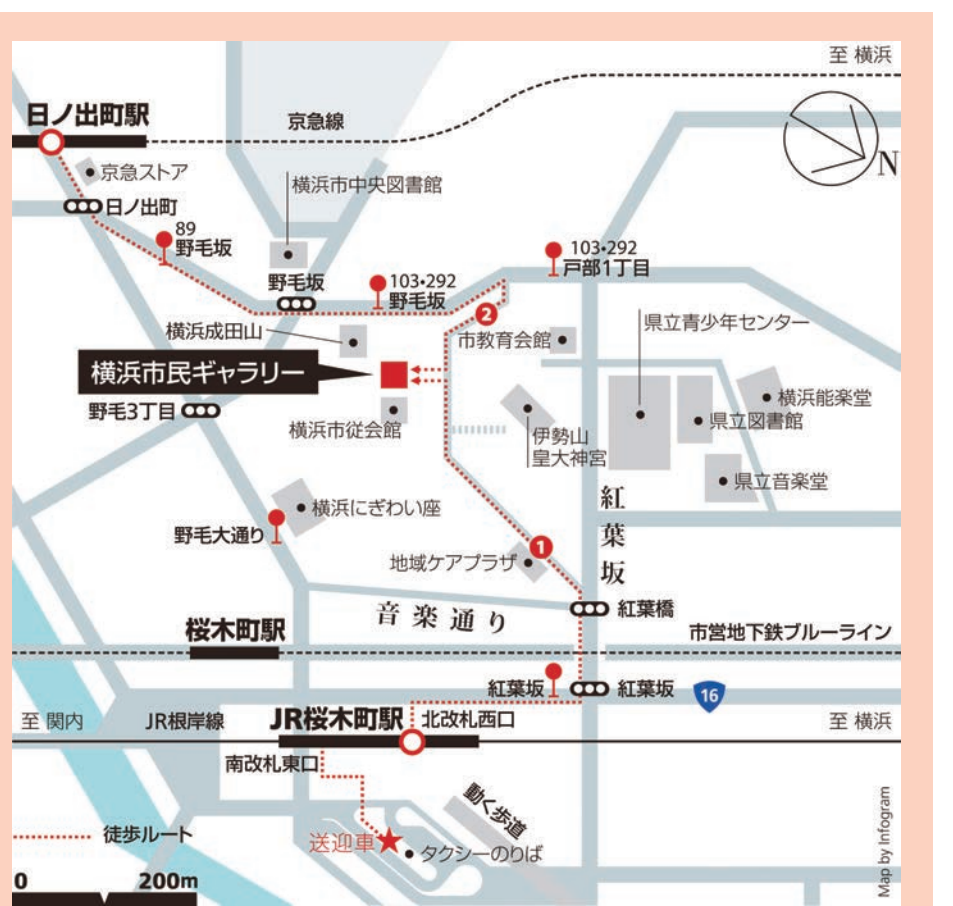 至 横浜
日ノ出町駅
京急線
N
京急ストア
横浜市中央図書館
日ノ出町
89
野毛坂
103•292
戸部1丁目
野毛坂
103•292
野毛坂
2
横浜成田山
市教育会館
県立青少年センター
横浜市民ギャラリー
野毛3丁目
横浜市従会館
伊勢山
皇大神宮
横浜能楽堂
県立図書館
県立音楽堂
紅葉坂
横浜にぎわい座
野毛大通り
1
地域ケアプラザ
音楽通り
紅葉橋
桜木町駅
市営地下鉄ブルーライン
紅葉坂
紅葉坂
16
至 関内
JR根岸線
JR桜木町駅
北改札西口
至 横浜
南改札東口
動く歩道
徒歩ルート
送迎車
タクシーのりば
0
200m
Map by Infogram